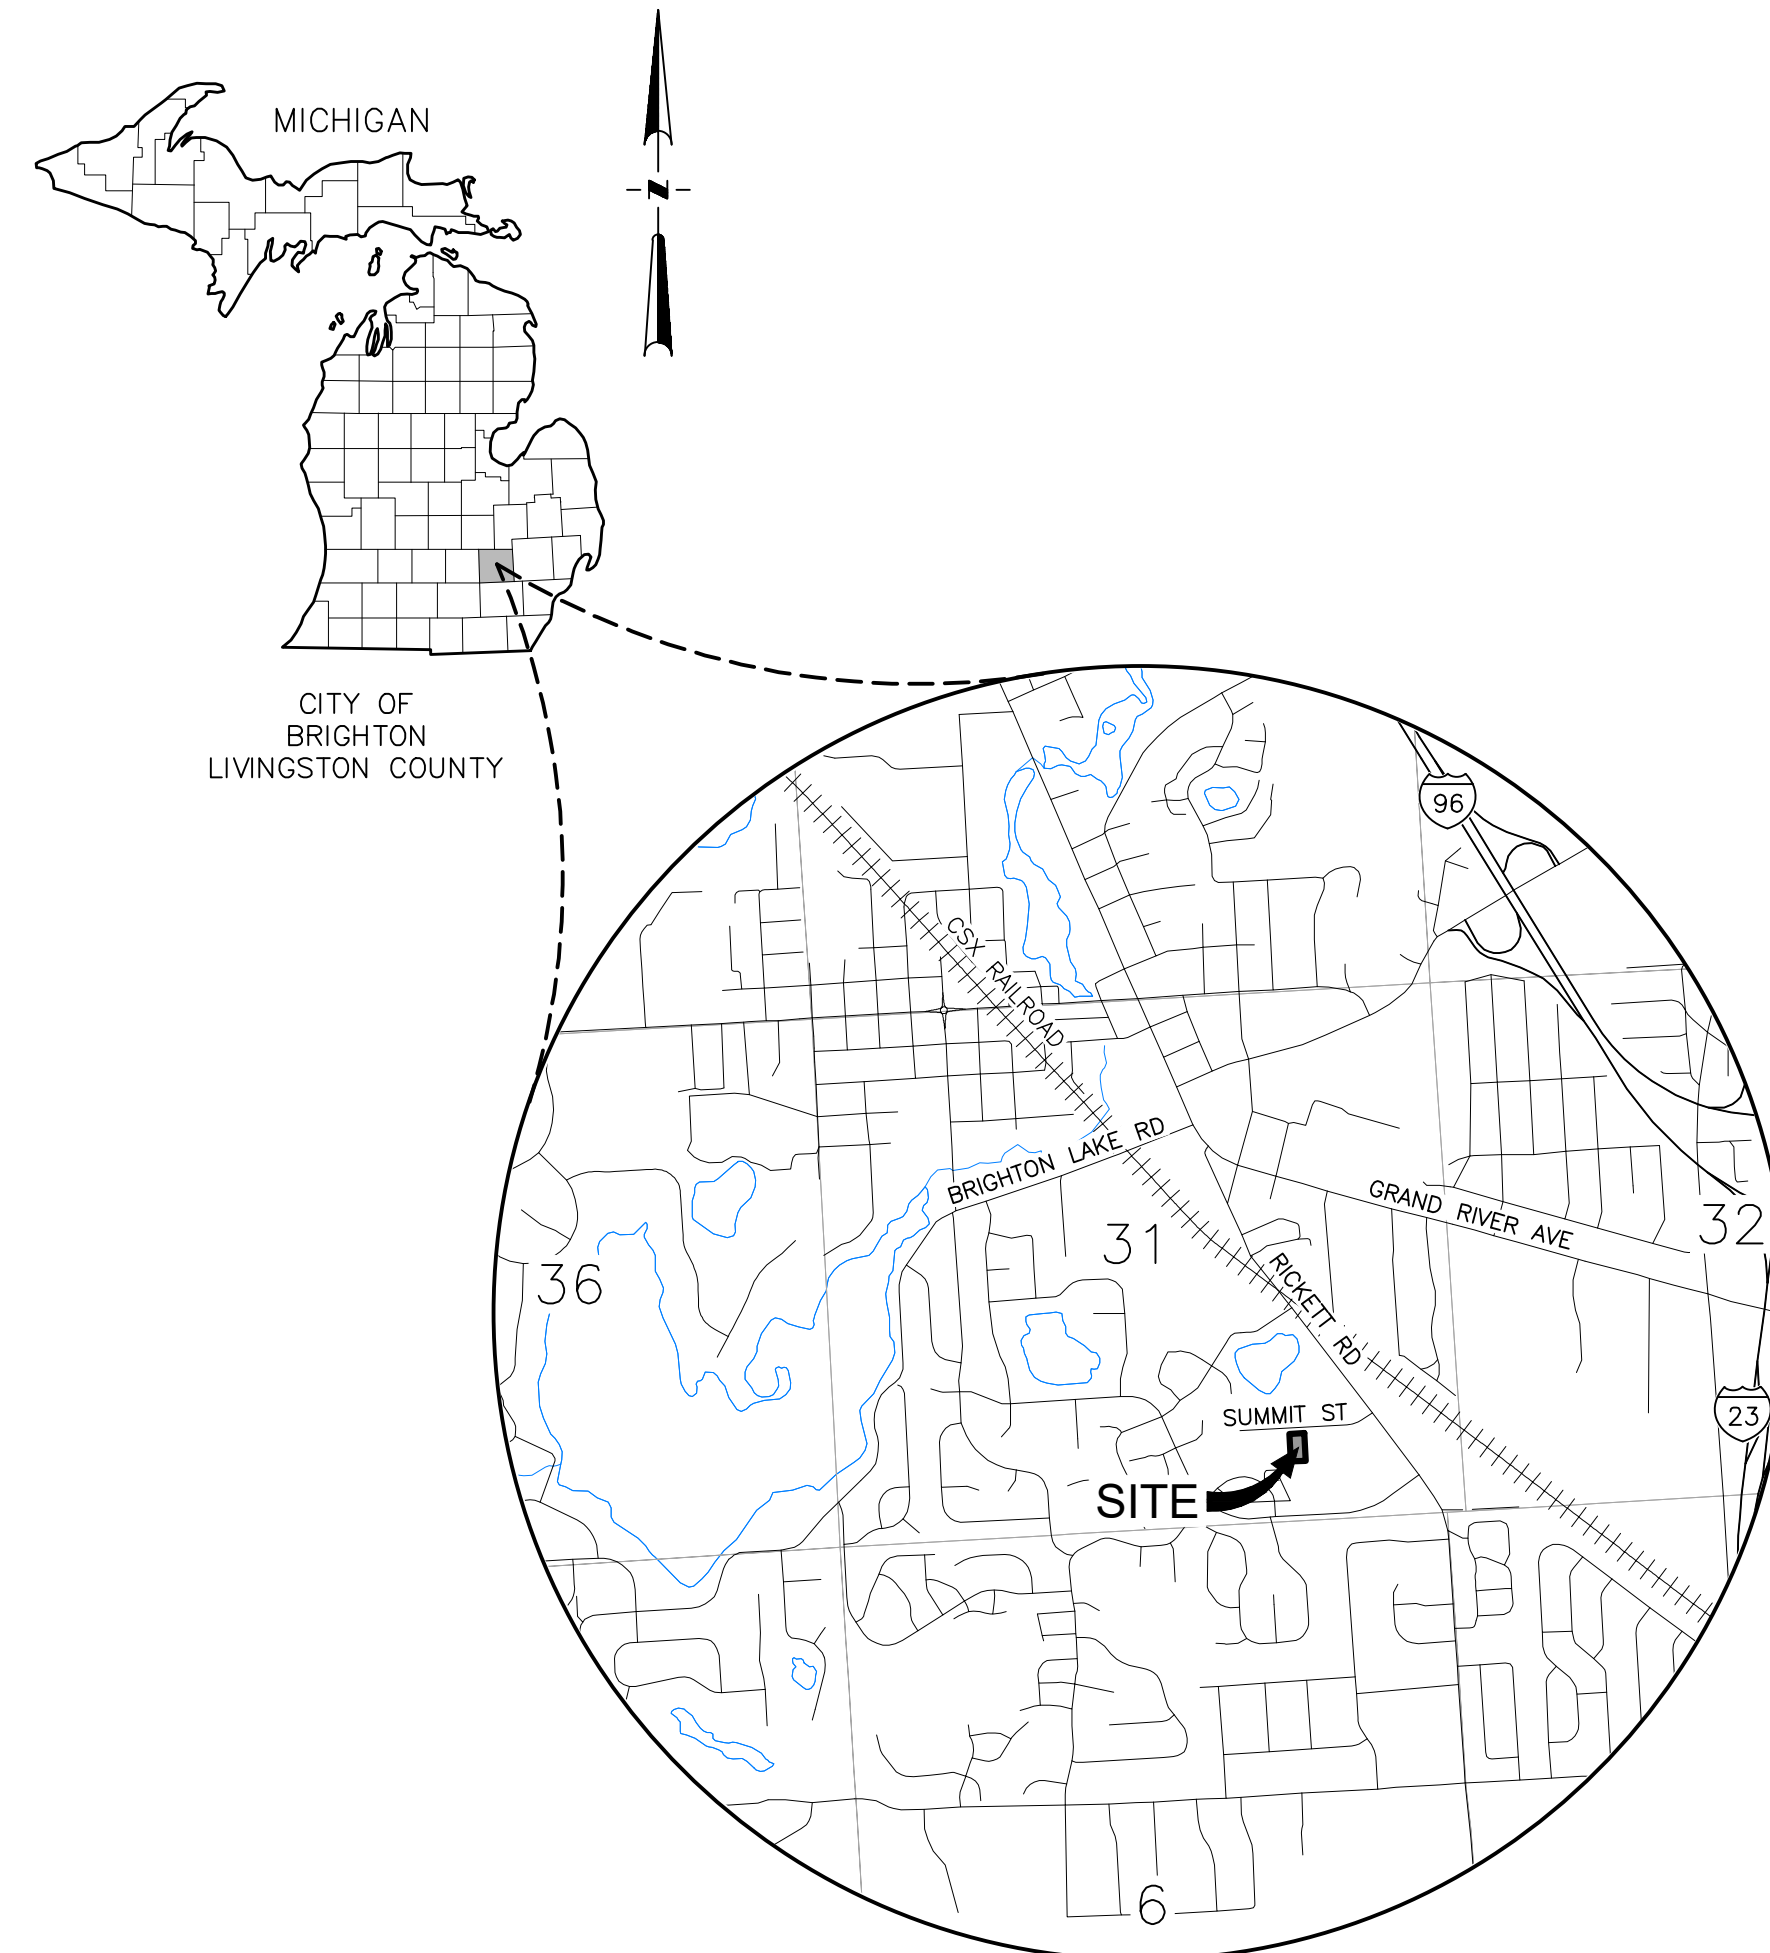 MICHIGAN
N
CITY OF
BRIGHTON
LIVINGSTON COUNTY
96
CSX RAILROAD
BRIGHTON LAKE RD
GRAND RIVER AVE
32
31
36
RICKETT RD
23
SUMMIT ST
SITE
6